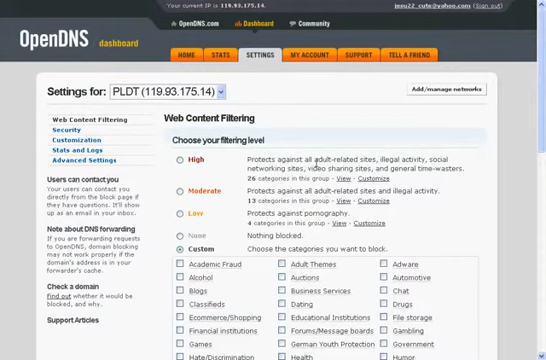 Your current IP is 119.93.175.14
jesu22_cute@yahoo.com (Sign out)
OpenDNS.com Dashboard Community
OpenDNS / dashboard
HOME STATS SETTINGS MY ACCOUNT SUPPORT TELL A FRIEND
Settings for: PLDT (119.93.175.14)
Add/manage networks
Web Content Filtering
Security
Customization
Stats and Logs
Advanced Settings
Users can contact you
Your users can contact you
directly from the block page
if they have questions. It'll
show up as an email in your
inbox.
Note about DNS forwarding
If you are forwarding requests
to OpenDNS, domain blocking
may not work properly if the
domain's address is in your
forwarder's cache.
Check a domain
Find out whether it would be
blocked, and why.
Support Articles
Web Content Filtering
Choose your filtering level
High
Protects against all adult-related sites, illegal activity, social
networking sites, video sharing sites, and general time-wasters.
26 categories in this group - View - Customize
Moderate
Protects against all adult-related sites and illegal activity.
13 categories in this group - View - Customize
Low
Protects against pornography.
4 categories in this group - View - Customize
None
Nothing blocked.
Custom
Choose the categories you want to block.
Academic Fraud Adult Themes Adware
Alcohol Auctions Automotive
Blogs Business Services Chat
Classifieds Dating Drugs
Ecommerce/Shopping Educational Institutions File storage
Financial institutions Forums/Message boards Gambling
Games German Youth Protection Government
Hate/Discrimination Health Humor